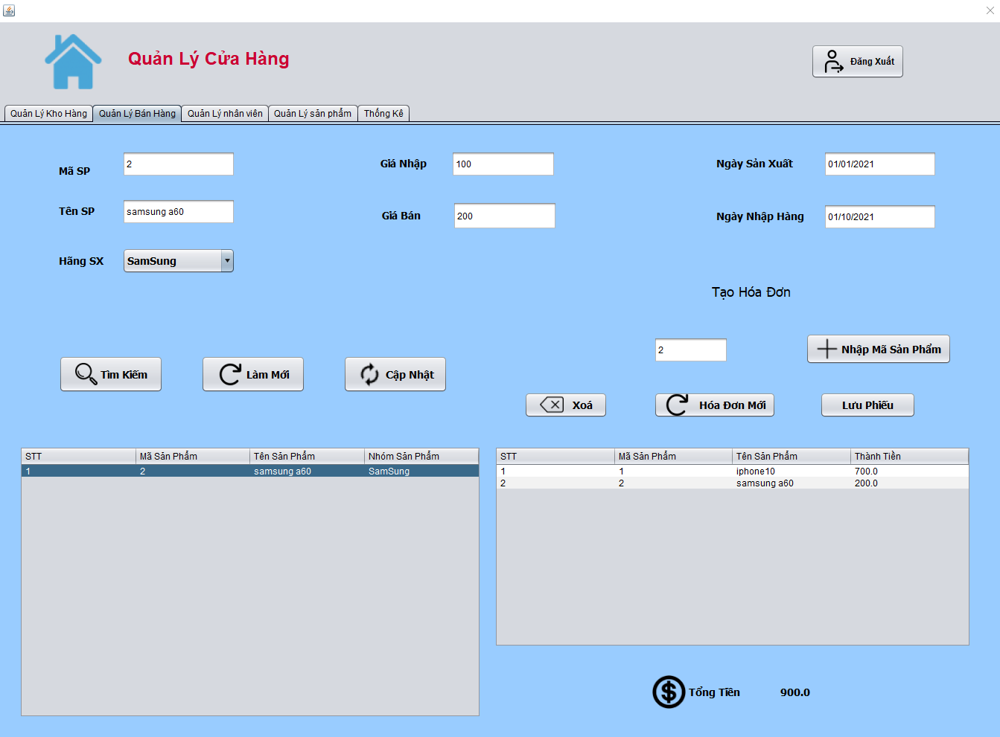 Quản Lý Cửa Hàng
Đăng Xuất
Quản Lý Kho Hàng Quản Lý Bán Hàng Quản Lý nhân viên Quản Lý sản phẩm Thống Kê
Mã SP 2
Giá Nhập 100
Ngày Sản Xuất 01/01/2021
Tên SP samsung a60
Giá Bán 200
Ngày Nhập Hàng 01/10/2021
Hãng SX SamSung
Tạo Hóa Đơn
2 Nhập Mã Sản Phẩm
Tìm Kiếm Làm Mới Cập Nhật
Xoá Hóa Đơn Mới Lưu Phiếu
STT Mã Sản Phẩm Tên Sản Phẩm Nhóm Sản Phẩm
1 2 samsung a60 SamSung
STT Mã Sản Phẩm Tên Sản Phẩm Thành Tiền
1 1 iphone10 700.0
2 2 samsung a60 200.0
Tổng Tiền 900.0